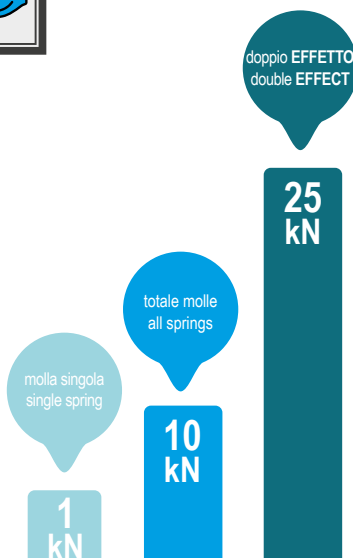 doppio EFFETTO
double EFFECT
25
kN
totale molle
all springs
10
kN
molla singola
single spring
1
kN